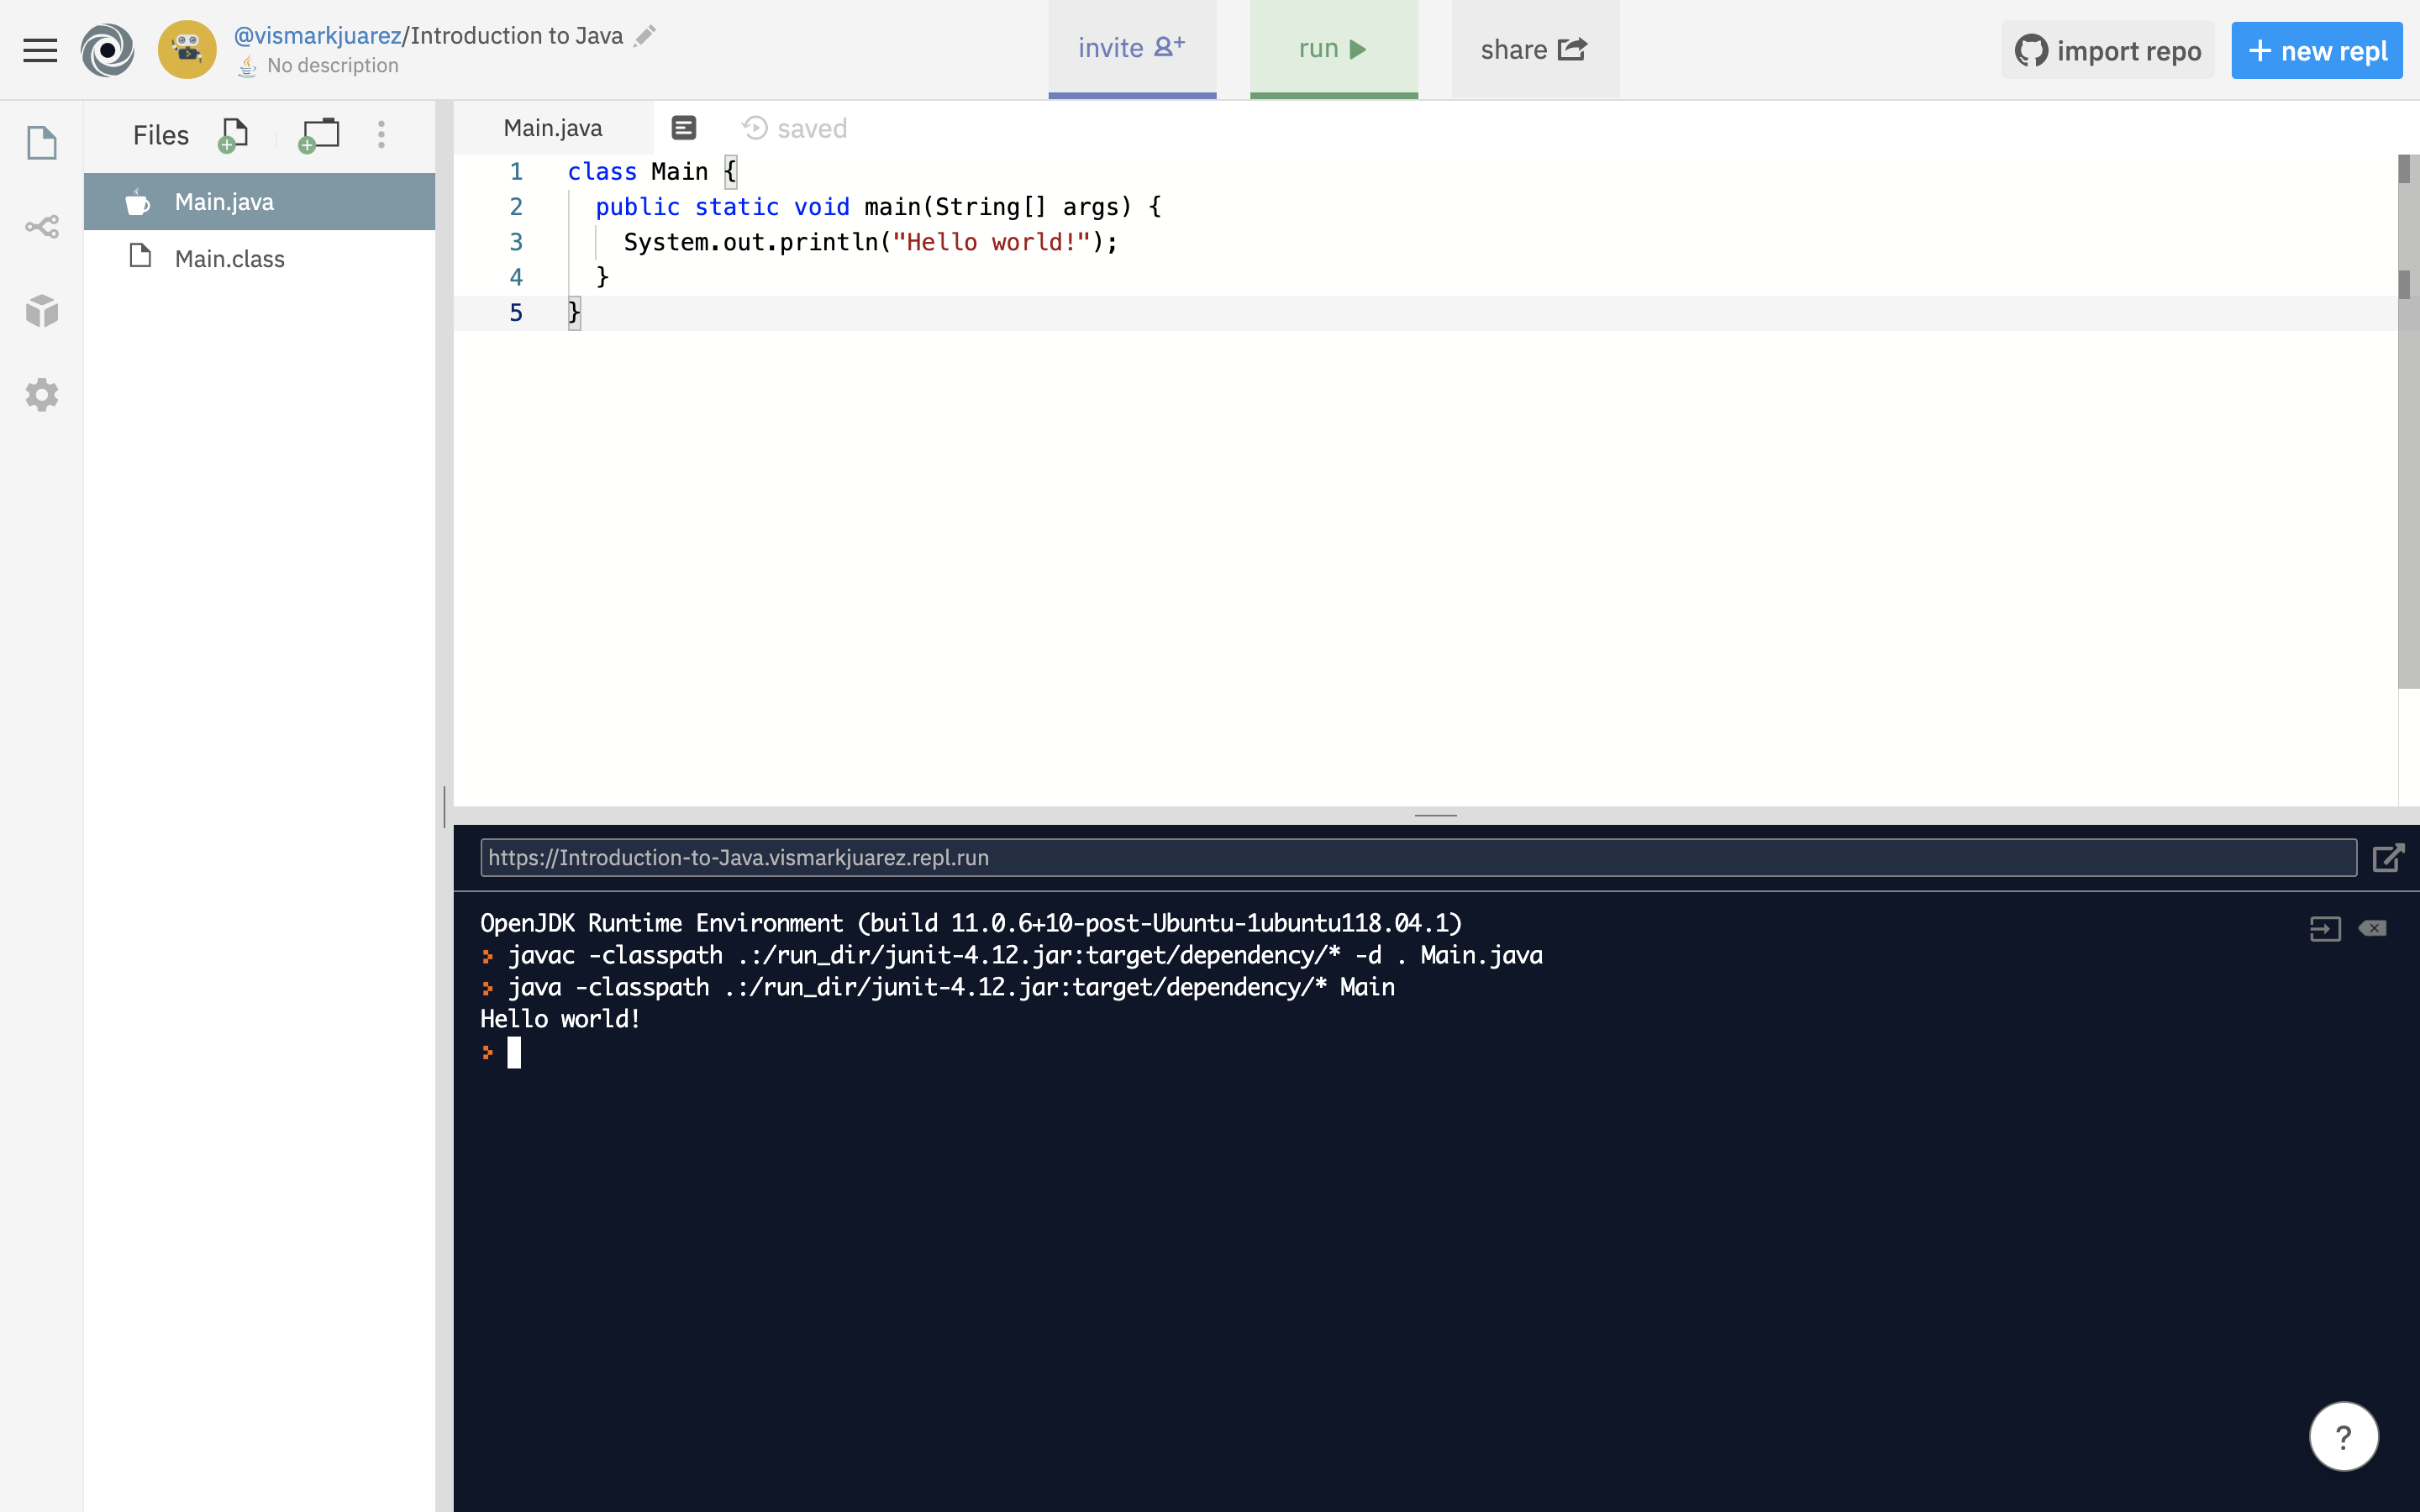 @vismarkjuarez/Introduction to Java
No description
invite
run
share
import repo
+ new repl
Files
Main.java
Main.class
Main.java
saved
1 class Main {
2   public static void main(String[] args) {
3     System.out.println("Hello world!");
4   }
5 }
https://Introduction-to-Java.vismarkjuarez.repl.run
OpenJDK Runtime Environment (build 11.0.6+10-post-Ubuntu-1ubuntu118.04.1)
> javac -classpath .:/run_dir/junit-4.12.jar:target/dependency/* -d . Main.java
> java -classpath .:/run_dir/junit-4.12.jar:target/dependency/* Main
Hello world!
>
?